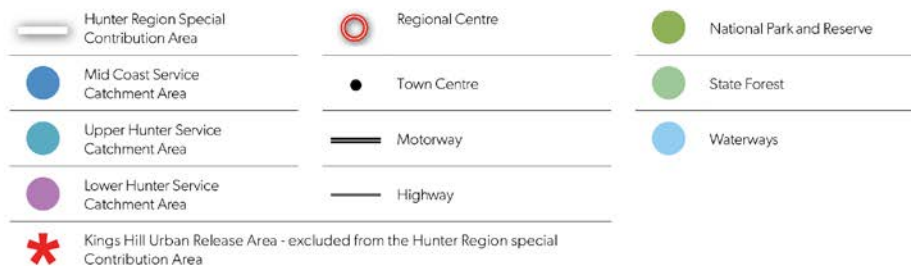 Hunter Region Special
Contribution Area
Mid Coast Service
Catchment Area
Upper Hunter Service
Catchment Area
Lower Hunter Service
Catchment Area
Kings Hill Urban Release Area - excluded from the Hunter Region special
Contribution Area
Regional Centre
Town Centre
Motorway
Highway
National Park and Reserve
State Forest
Waterways